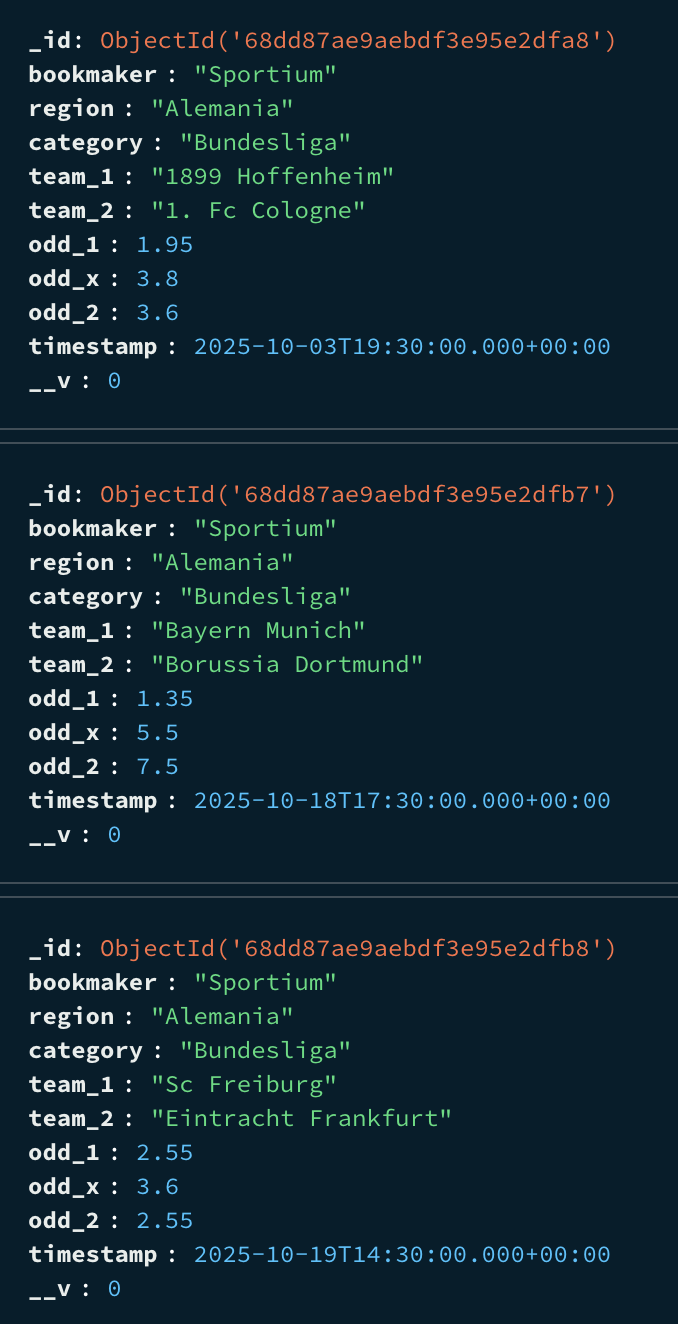 _id: ObjectId('68dd87ae9aebdf3e95e2dfa8')
bookmaker : "Sportium"
region : "Alemania"
category : "Bundesliga"
team_1 : "1899 Hoffenheim"
team_2 : "1. Fc Cologne"
odd_1 : 1.95
odd_x : 3.8
odd_2 : 3.6
timestamp : 2025-10-03T19:30:00.000+00:00
__v : 0
_id: ObjectId('68dd87ae9aebdf3e95e2dfb7')
bookmaker : "Sportium"
region : "Alemania"
category : "Bundesliga"
team_1 : "Bayern Munich"
team_2 : "Borussia Dortmund"
odd_1 : 1.35
odd_x : 5.5
odd_2 : 7.5
timestamp : 2025-10-18T17:30:00.000+00:00
__v : 0
_id: ObjectId('68dd87ae9aebdf3e95e2dfb8')
bookmaker : "Sportium"
region : "Alemania"
category : "Bundesliga"
team_1 : "Sc Freiburg"
team_2 : "Eintracht Frankfurt"
odd_1 : 2.55
odd_x : 3.6
odd_2 : 2.55
timestamp : 2025-10-19T14:30:00.000+00:00
__v : 0